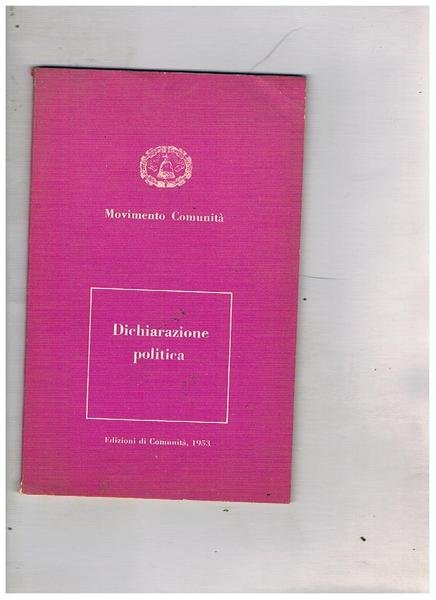 Movimento Comunità
Dichiarazione
politica
Edizioni di Comunità, 1953